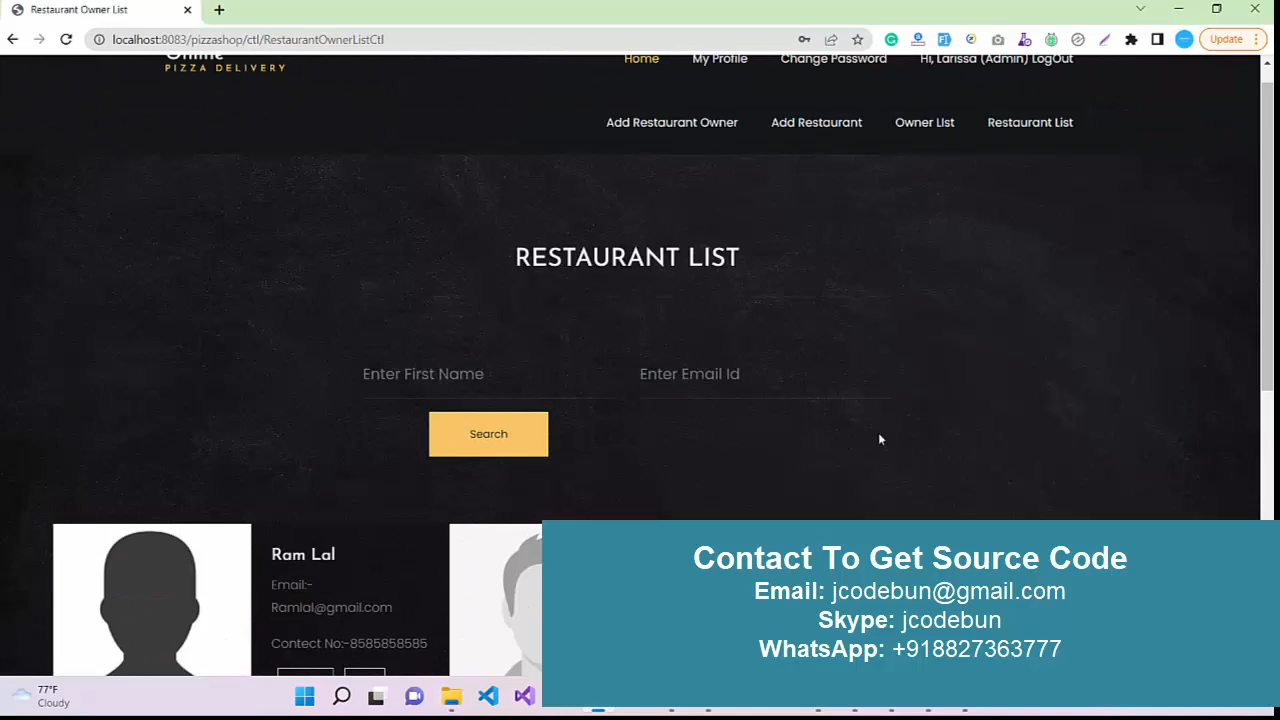 Restaurant Owner List
localhost:8083/pizzashop/ctl/RestaurantOwnerListCtl
Update
Online
PIZZA DELIVERY
Home
My Profile
Change Password
Hi, Larissa (Admin) LogOut
Add Restaurant Owner
Add Restaurant
Owner LIst
Restaurant List
RESTAURANT LIST
Enter First Name
Enter Email Id
Search
Ram Lal
Email:-
Ramlal@gmail.com
Contect No:-8585858585
Contact To Get Source Code
Email: jcodebun@gmail.com
Skype: jcodebun
WhatsApp: +918827363777
77°F
Cloudy